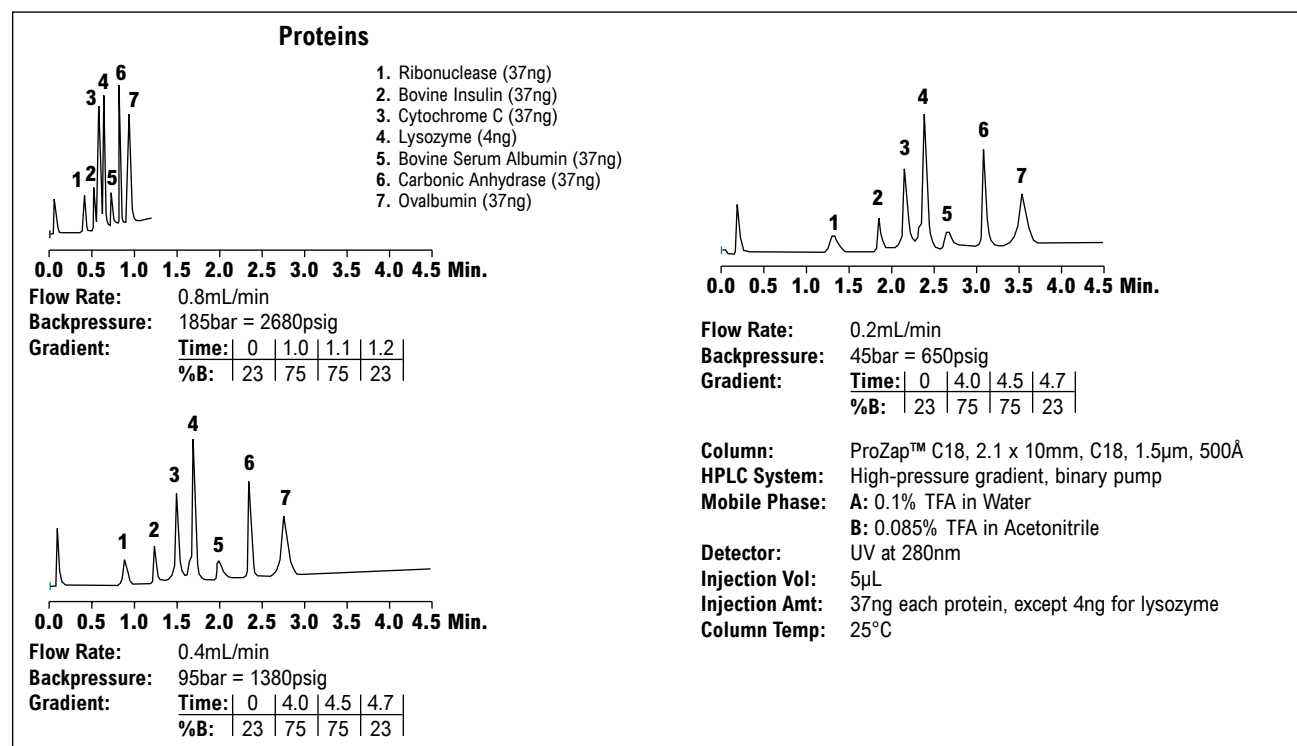 Proteins
1. Ribonuclease (37ng)
2. Bovine Insulin (37ng)
3. Cytochrome C (37ng)
4. Lysozyme (4ng)
5. Bovine Serum Albumin (37ng)
6. Carbonic Anhydrase (37ng)
7. Ovalbumin (37ng)
1 2 3 4 5 6 7
0.0 0.5 1.0 1.5 2.0 2.5 3.0 3.5 4.0 4.5 Min.
Flow Rate: 0.8mL/min
Backpressure: 185bar = 2680psig
Gradient: Time: 0 1.0 1.1 1.2
%B: 23 75 75 23
1 2 3 4 5 6 7
0.0 0.5 1.0 1.5 2.0 2.5 3.0 3.5 4.0 4.5 Min.
Flow Rate: 0.4mL/min
Backpressure: 95bar = 1380psig
Gradient: Time: 0 4.0 4.5 4.7
%B: 23 75 75 23
1 2 3 4 5 6 7
0.0 0.5 1.0 1.5 2.0 2.5 3.0 3.5 4.0 4.5 Min.
Flow Rate: 0.2mL/min
Backpressure: 45bar = 650psig
Gradient: Time: 0 4.0 4.5 4.7
%B: 23 75 75 23
Column: ProZap™ C18, 2.1 x 10mm, C18, 1.5µm, 500Å
HPLC System: High-pressure gradient, binary pump
Mobile Phase: A: 0.1% TFA in Water
B: 0.085% TFA in Acetonitrile
Detector: UV at 280nm
Injection Vol: 5µL
Injection Amt: 37ng each protein, except 4ng for lysozyme
Column Temp: 25°C